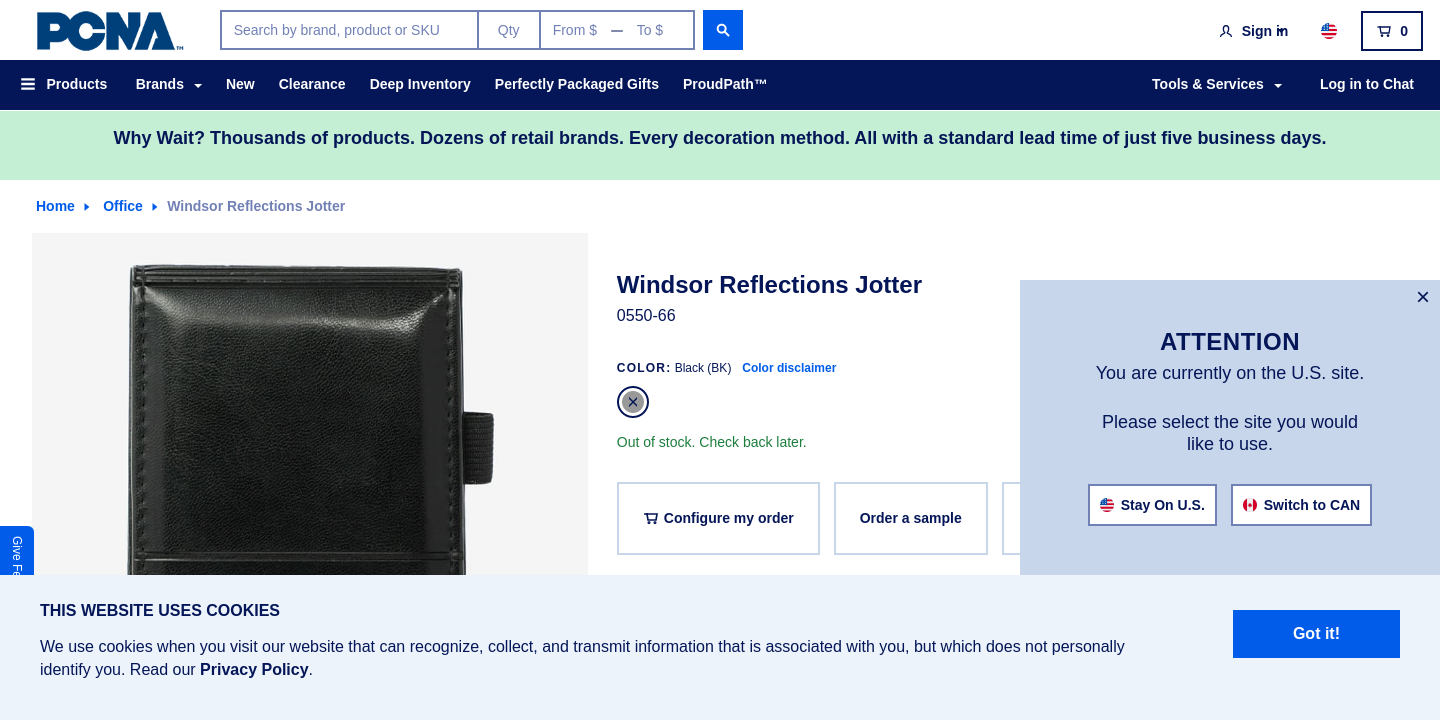 PCNA™
Search by brand, product or SKU
Qty
From $ — To $
Sign in
0
Products
Brands
New
Clearance
Deep Inventory
Perfectly Packaged Gifts
ProudPath™
Tools & Services
Log in to Chat
Why Wait? Thousands of products. Dozens of retail brands. Every decoration method. All with a standard lead time of just five business days.
Home
Office
Windsor Reflections Jotter
Windsor Reflections Jotter
0550-66
COLOR: Black (BK) Color disclaimer
Out of stock. Check back later.
Configure my order
Order a sample
ATTENTION
You are currently on the U.S. site.
Please select the site you would
like to use.
Stay On U.S.
Switch to CAN
Give
THIS WEBSITE USES COOKIES
We use cookies when you visit our website that can recognize, collect, and transmit information that is associated with you, but which does not personally
identify you. Read our Privacy Policy.
Got it!